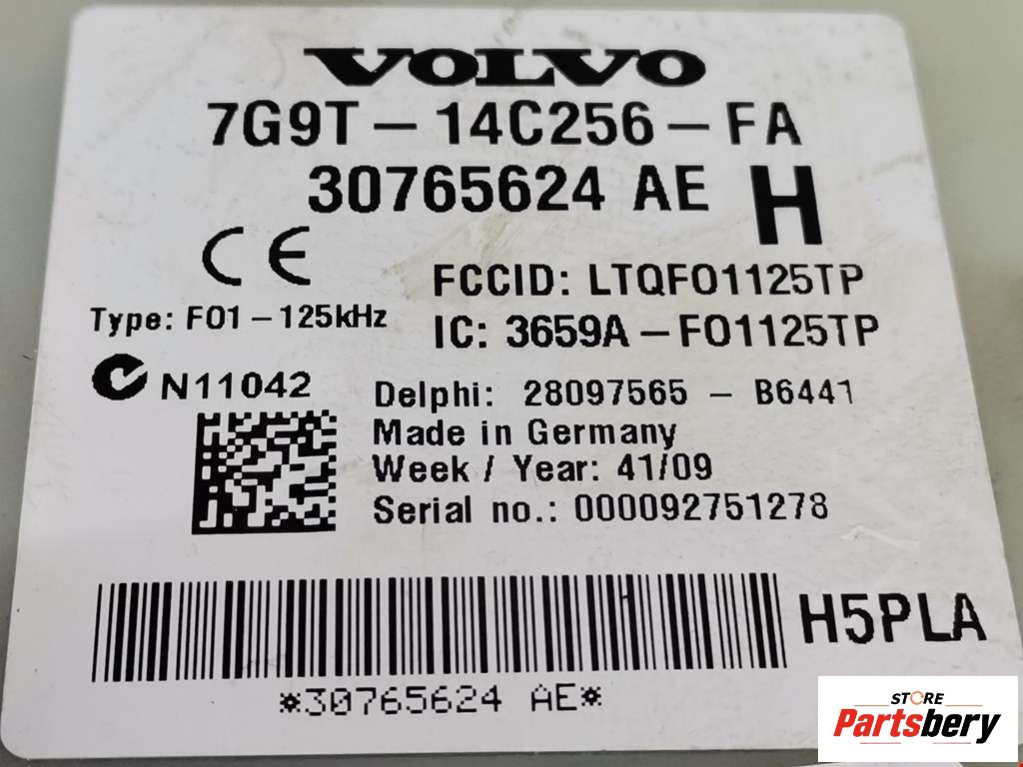 VOLVO
7G9T-14C256-FA
30765624 AE H
CE
FCCID: LTQFO1125TP
Type: FO1-125kHz
IC: 3659A-FO1125TP
N11042
Delphi: 28097565 - B6441
Made in Germany
Week / Year: 41/09
Serial no.: 000092751278
H5PLA
*30765624 AE*
STORE
Partsbery